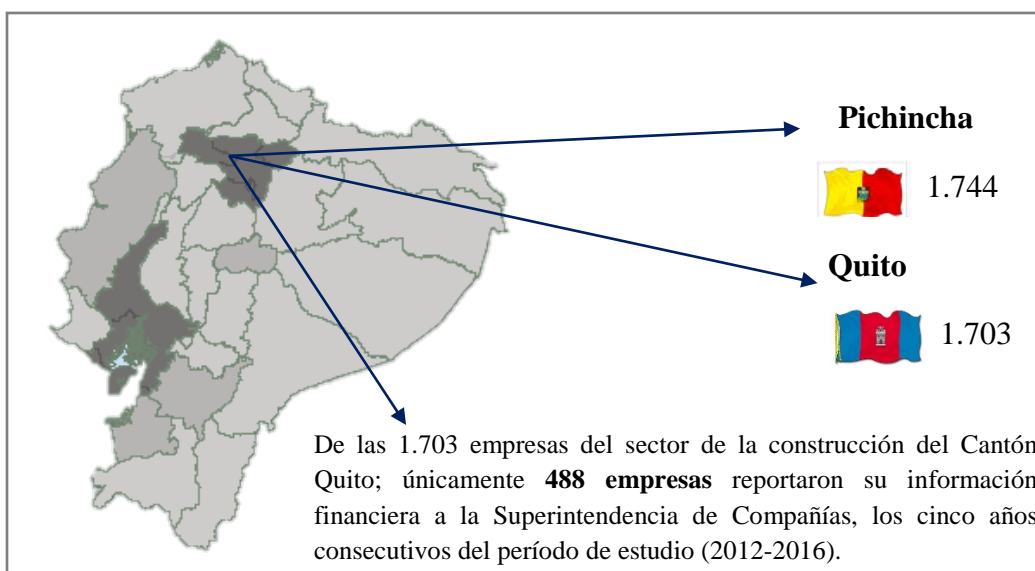 Pichincha
1.744
Quito
1.703
De las 1.703 empresas del sector de la construcción del Cantón
Quito; únicamente 488 empresas reportaron su información
financiera a la Superintendencia de Compañías, los cinco años
consecutivos del período de estudio (2012-2016).